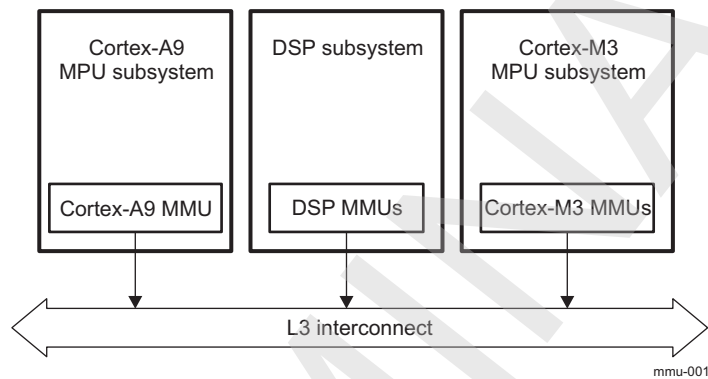 Cortex-A9
MPU subsystem
DSP subsystem
Cortex-M3
MPU subsystem
Cortex-A9 MMU
DSP MMUs
Cortex-M3 MMUs
L3 interconnect
mmu-001